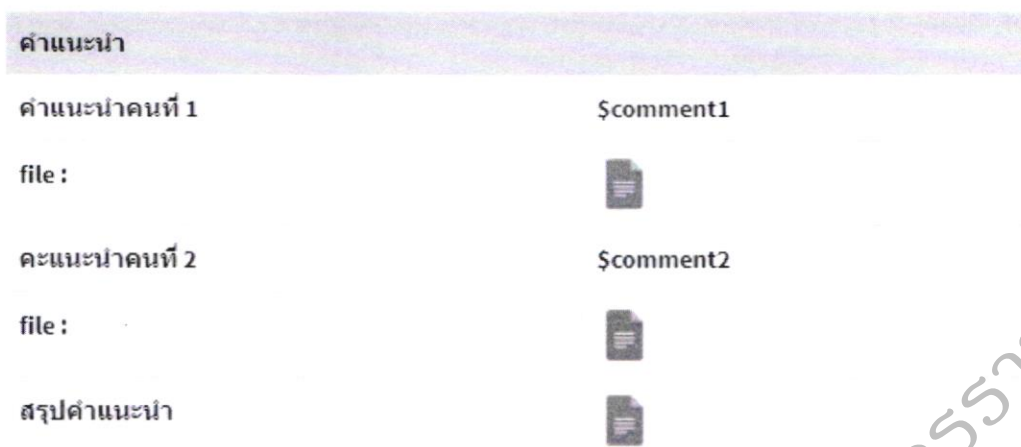 คำแนะนำ
คำแนะนำคนที่ 1 $comment1
file :
คะแนะนำคนที่ 2 $comment2
file :
สรุปคำแนะนำ